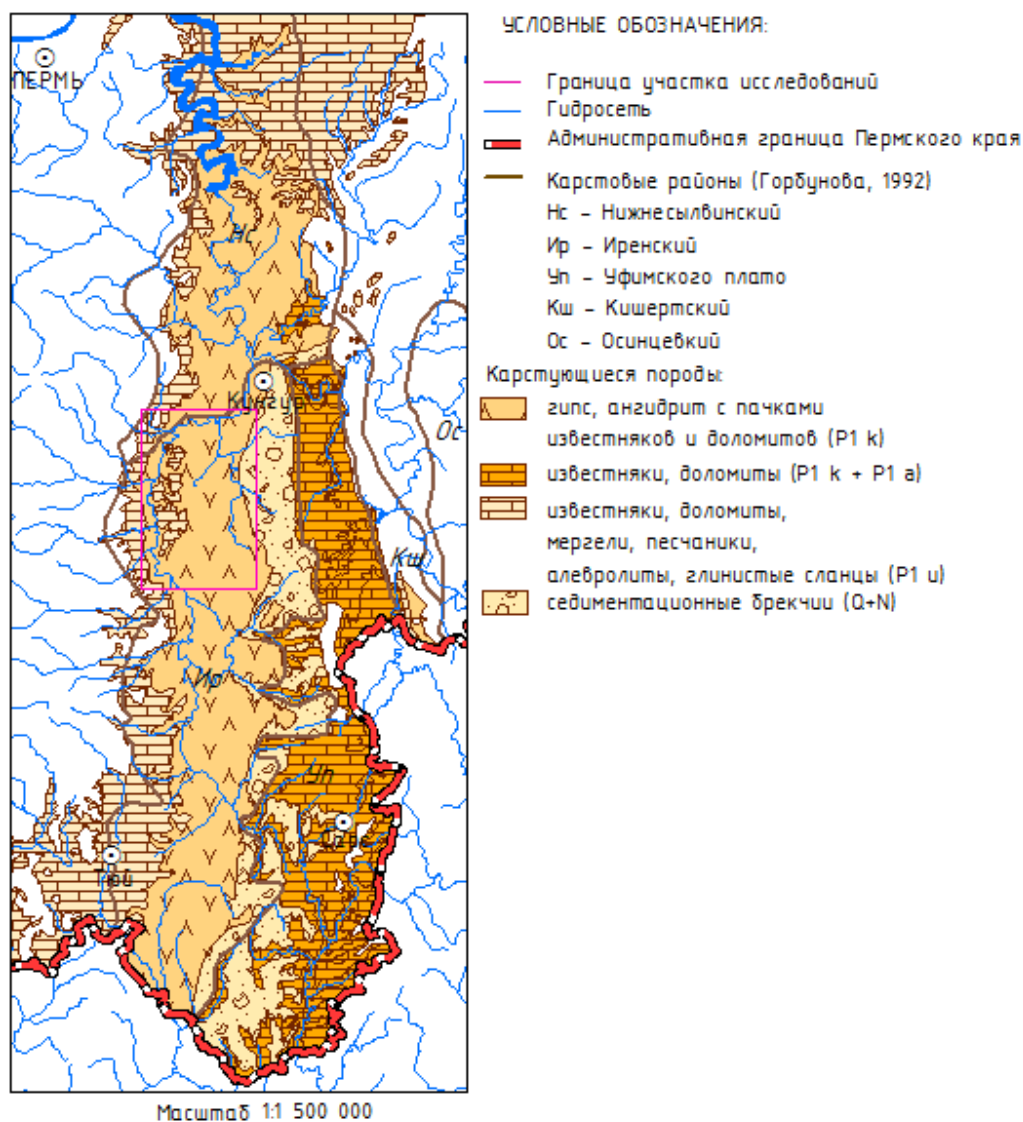 ПЕРМЬ
Нс
Кунгур
Ос
Кш
Ир
Уп
Сарс
Тюй
Масштаб 1:1 500 000
УСЛОВНЫЕ ОБОЗНАЧЕНИЯ:
Граница участка исследований
Гидросеть
Административная граница Пермского края
Карстовые районы (Горбунова, 1992)
Нс - Нижнесылвинский
Ир - Иренский
Уп - Уфимского плато
Кш - Кишертский
Ос - Осинцевкий
Карстующиеся породы:
гипс, ангидрит с пачками
известняков и доломитов (P1 k)
известняки, доломиты (P1 k + P1 a)
известняки, доломиты,
мергели, песчаники,
алевролиты, глинистые сланцы (P1 u)
седиментационные брекчии (Q+N)